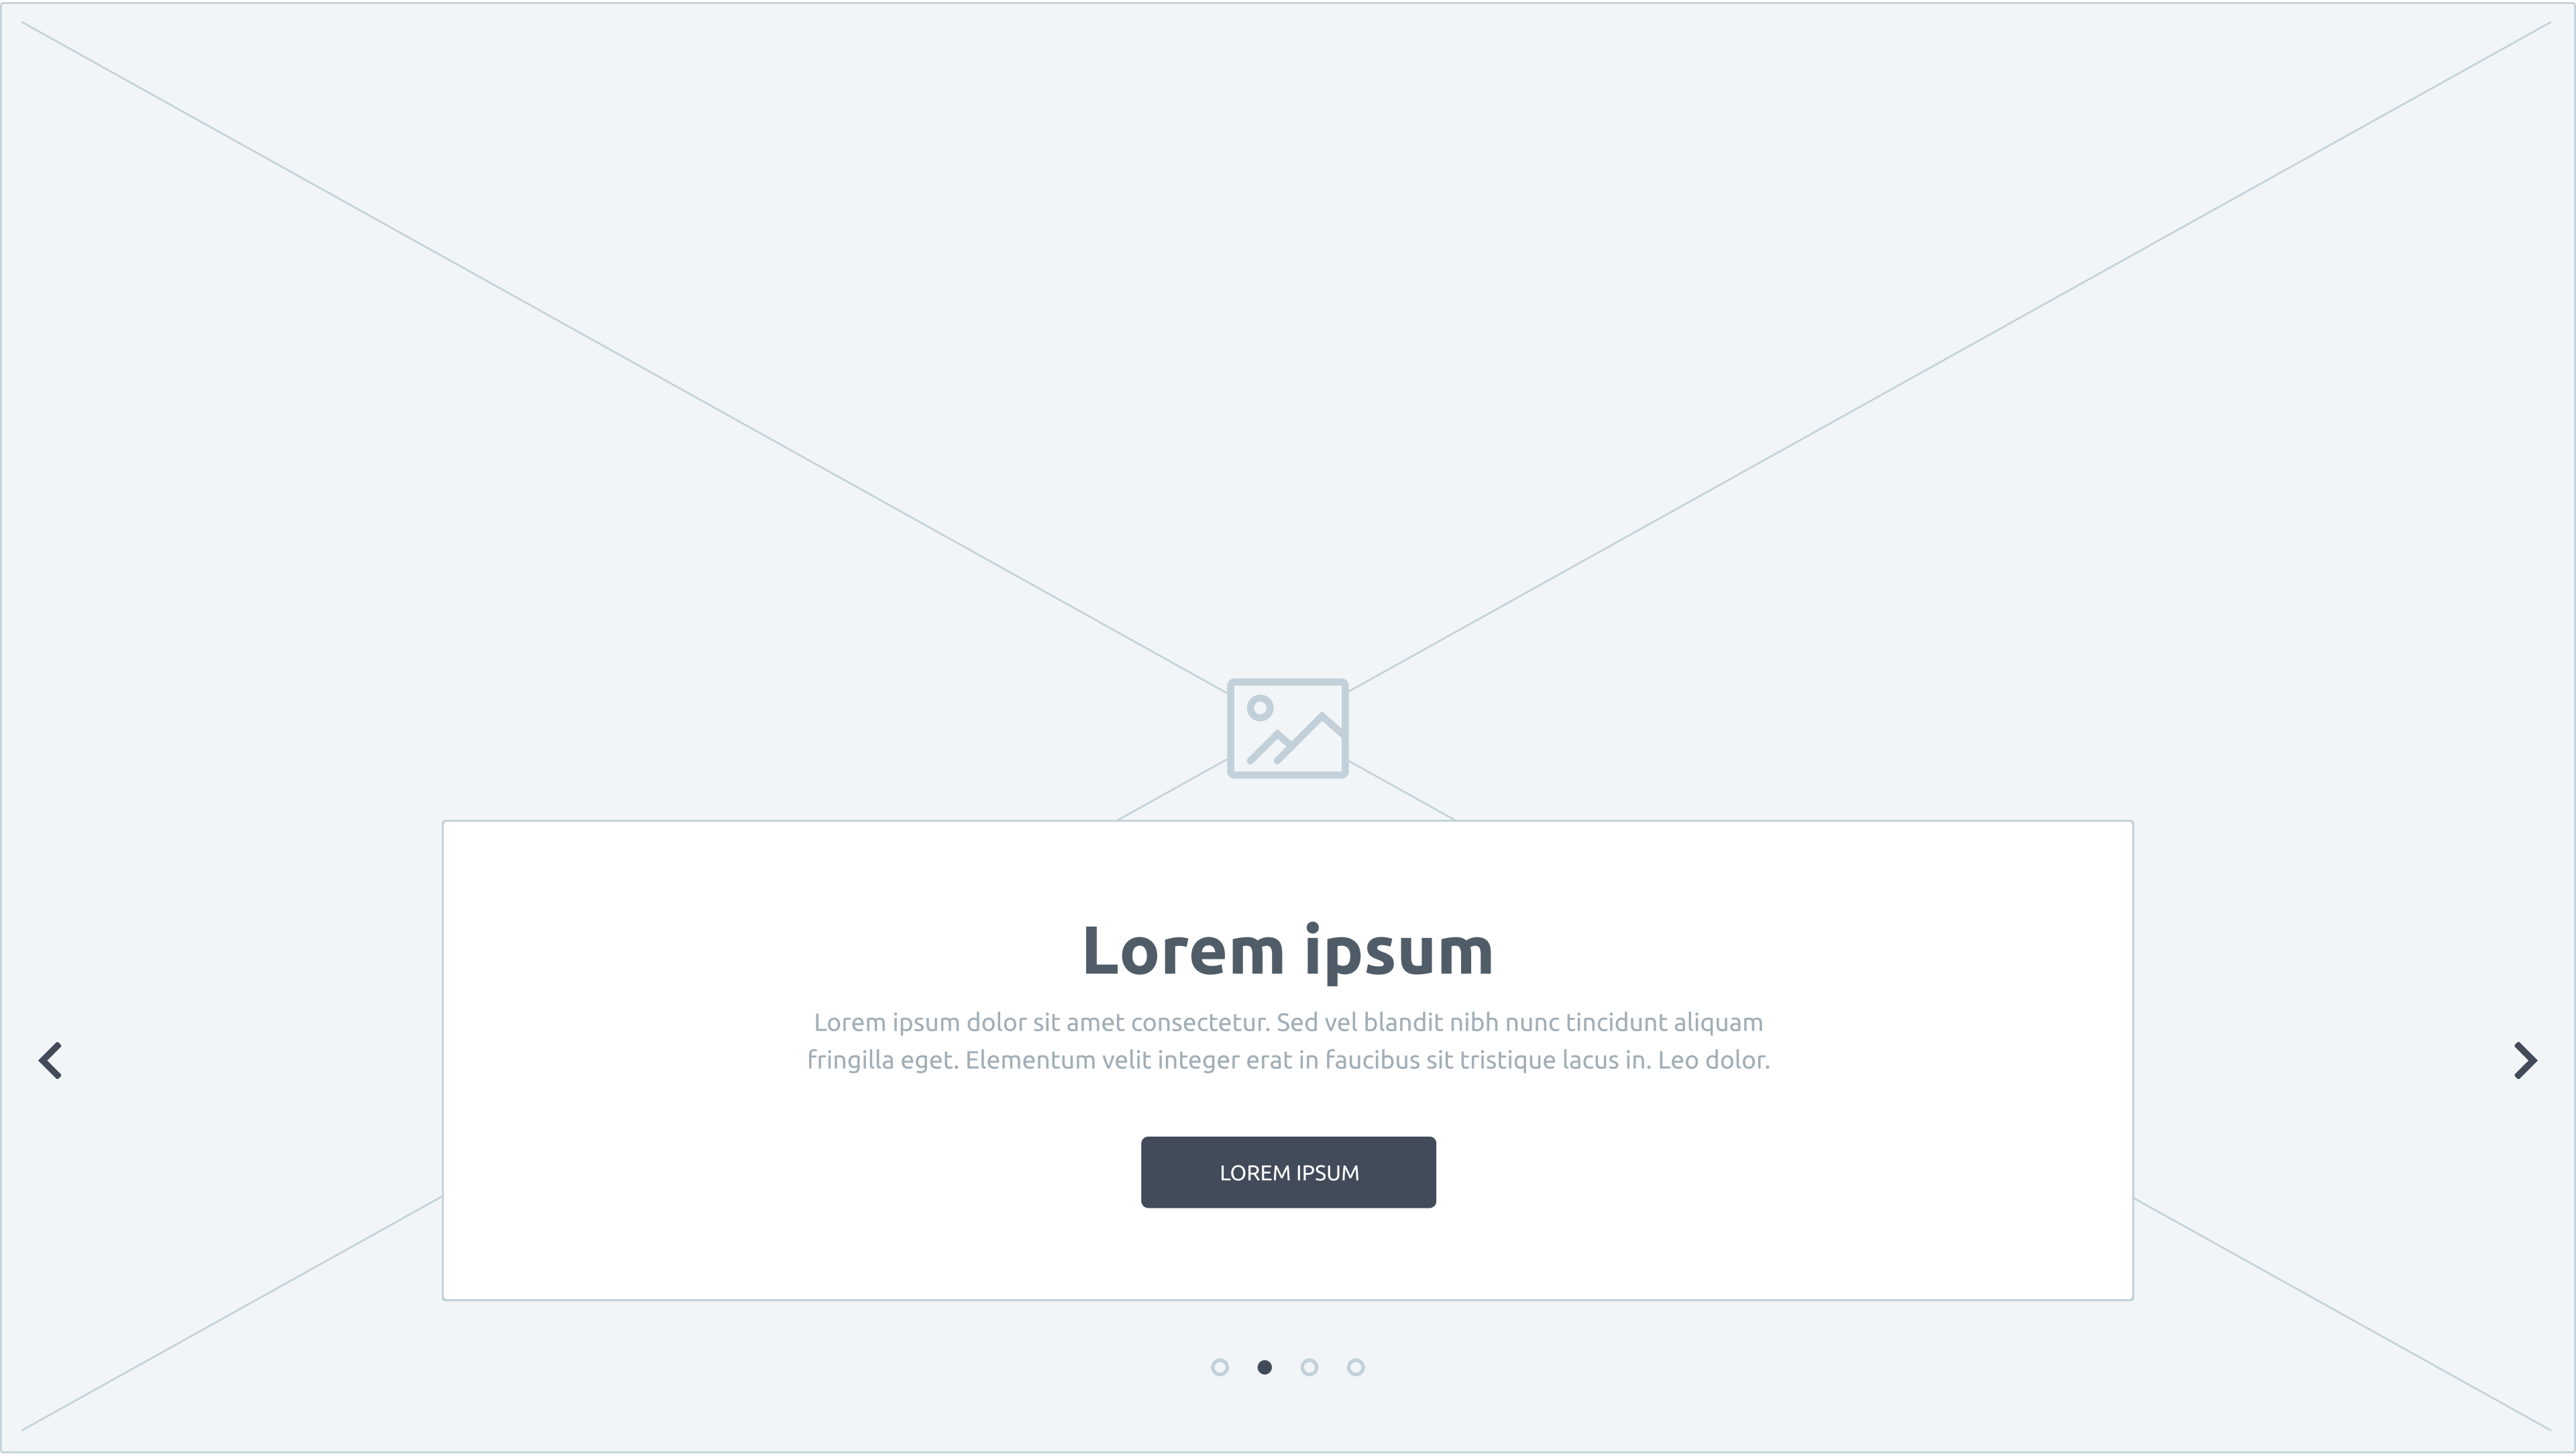 Lorem ipsum
Lorem ipsum dolor sit amet consectetur. Sed vel blandit nibh nunc tincidunt aliquam
fringilla eget. Elementum velit integer erat in faucibus sit tristique lacus in. Leo dolor.
LOREM IPSUM